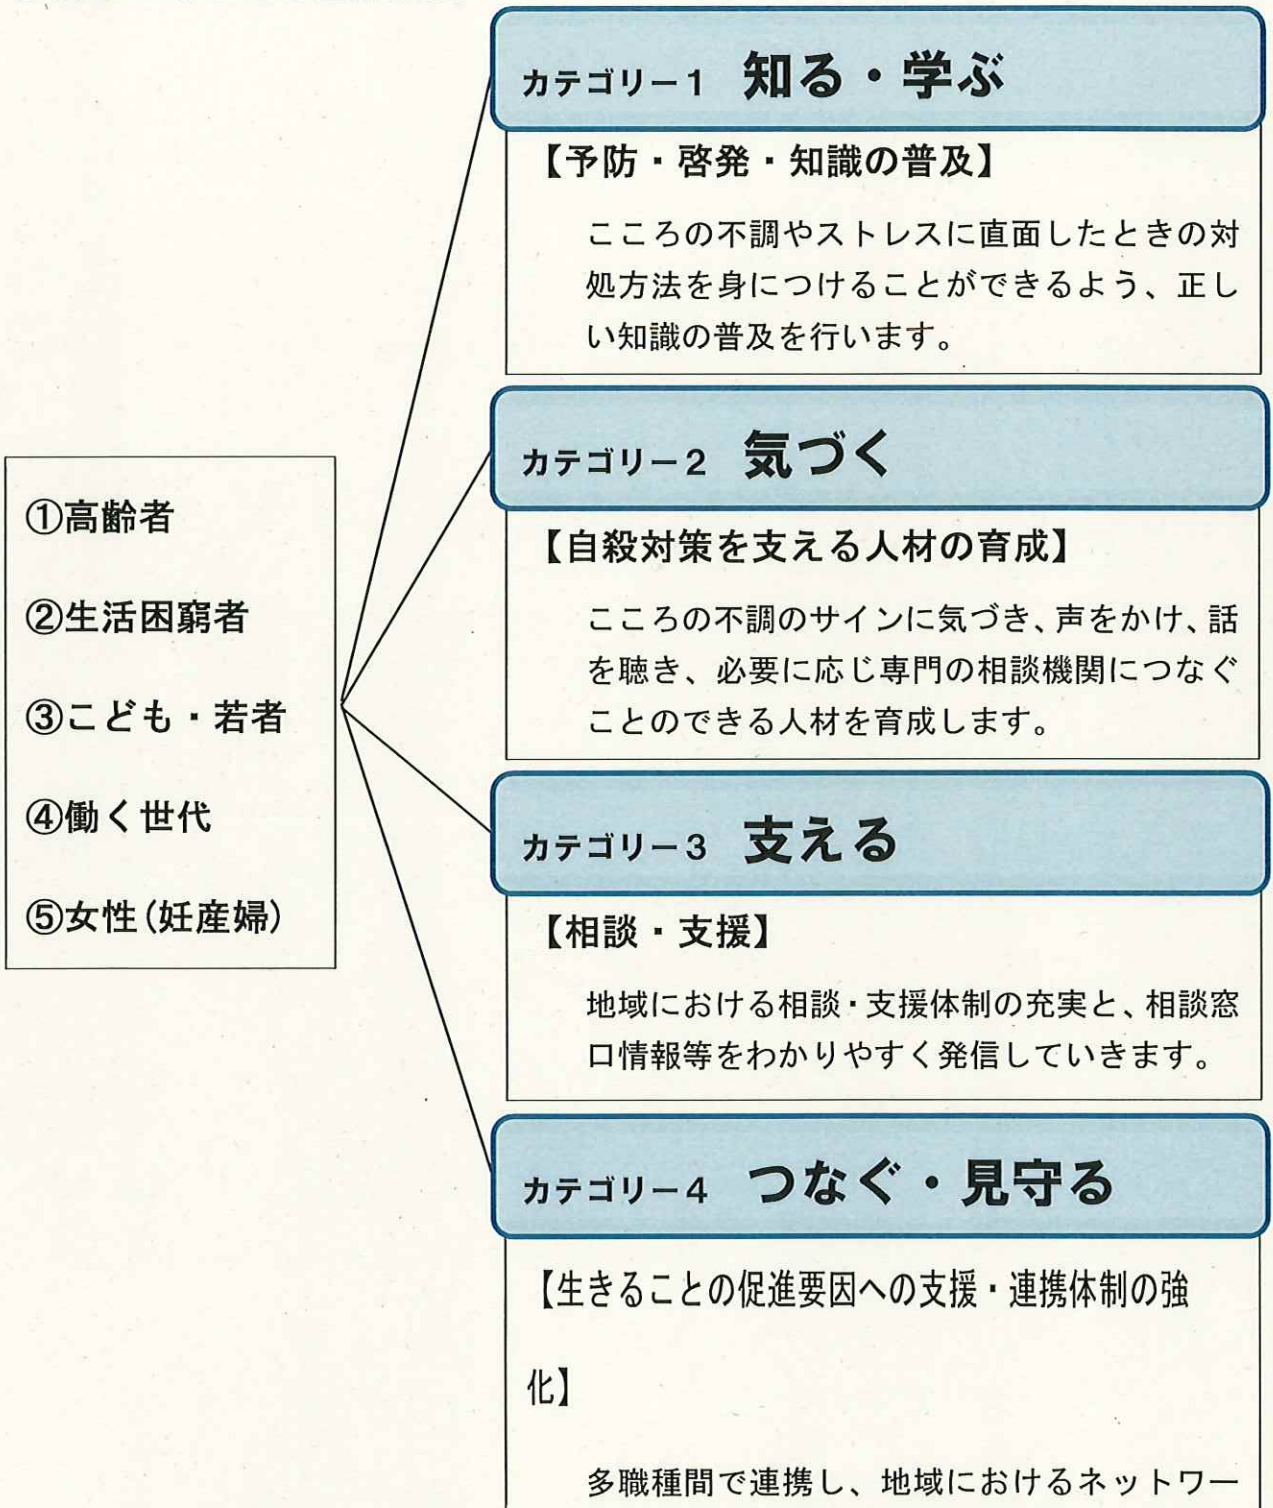 ①高齢者
②生活困窮者
③こども・若者
④働く世代
⑤女性(妊産婦)
カテゴリー1 知る・学ぶ
【予防・啓発・知識の普及】
こころの不調やストレスに直面したときの対
処方法を身につけることができるよう、正し
い知識の普及を行います。
カテゴリー2 気づく
【自殺対策を支える人材の育成】
こころの不調のサインに気づき、声をかけ、話
を聴き、必要に応じ専門の相談機関につなぐ
ことのできる人材を育成します。
カテゴリー3 支える
【相談・支援】
地域における相談・支援体制の充実と、相談窓
口情報等をわかりやすく発信していきます。
カテゴリー4 つなぐ・見守る
【生きることの促進要因への支援・連携体制の強
化】
多職種間で連携し、地域におけるネットワー